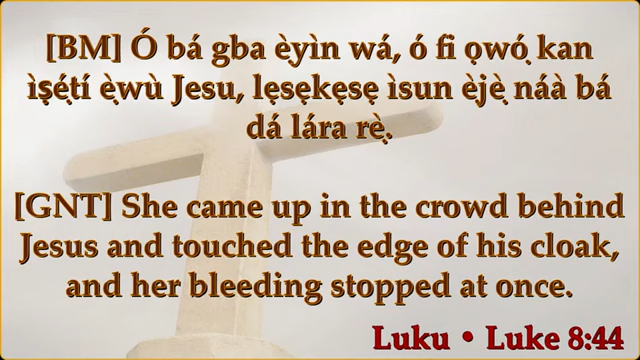 [BM] Ó bá gba ẹ̀yìn wá, ó fi ọwọ́ kan
ìṣẹ́tí ẹ̀wù Jesu, lẹsẹkẹsẹ ìsun ẹ̀jẹ̀ náà bá
dá lára rẹ̀.
[GNT] She came up in the crowd behind
Jesus and touched the edge of his cloak,
and her bleeding stopped at once.
Luku • Luke 8:44